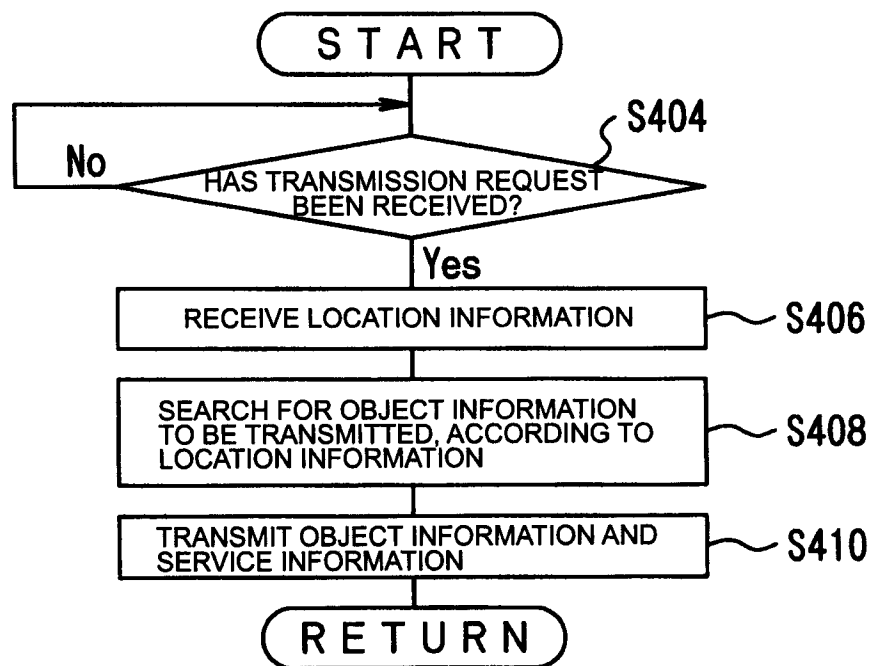 START
S404
No
HAS TRANSMISSION REQUEST
BEEN RECEIVED?
Yes
RECEIVE LOCATION INFORMATION
S406
SEARCH FOR OBJECT INFORMATION
TO BE TRANSMITTED, ACCORDING TO
LOCATION INFORMATION
S408
TRANSMIT OBJECT INFORMATION AND
SERVICE INFORMATION
S410
RETURN